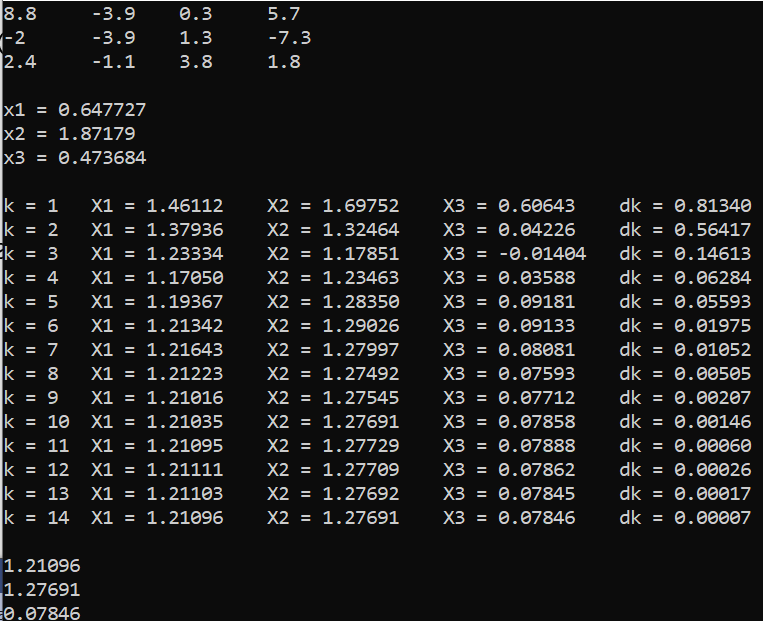 8.8 -3.9 0.3 5.7
-2 -3.9 1.3 -7.3
2.4 -1.1 3.8 1.8
x1 = 0.647727
x2 = 1.87179
x3 = 0.473684
k = 1 X1 = 1.46112 X2 = 1.69752 X3 = 0.60643 dk = 0.81340
k = 2 X1 = 1.37936 X2 = 1.32464 X3 = 0.04226 dk = 0.56417
k = 3 X1 = 1.23334 X2 = 1.17851 X3 = -0.01404 dk = 0.14613
k = 4 X1 = 1.17050 X2 = 1.23463 X3 = 0.03588 dk = 0.06284
k = 5 X1 = 1.19367 X2 = 1.28350 X3 = 0.09181 dk = 0.05593
k = 6 X1 = 1.21342 X2 = 1.29026 X3 = 0.09133 dk = 0.01975
k = 7 X1 = 1.21643 X2 = 1.27997 X3 = 0.08081 dk = 0.01052
k = 8 X1 = 1.21223 X2 = 1.27492 X3 = 0.07593 dk = 0.00505
k = 9 X1 = 1.21016 X2 = 1.27545 X3 = 0.07712 dk = 0.00207
k = 10 X1 = 1.21035 X2 = 1.27691 X3 = 0.07858 dk = 0.00146
k = 11 X1 = 1.21095 X2 = 1.27729 X3 = 0.07888 dk = 0.00060
k = 12 X1 = 1.21111 X2 = 1.27709 X3 = 0.07862 dk = 0.00026
k = 13 X1 = 1.21103 X2 = 1.27692 X3 = 0.07845 dk = 0.00017
k = 14 X1 = 1.21096 X2 = 1.27691 X3 = 0.07846 dk = 0.00007
1.21096
1.27691
0.07846